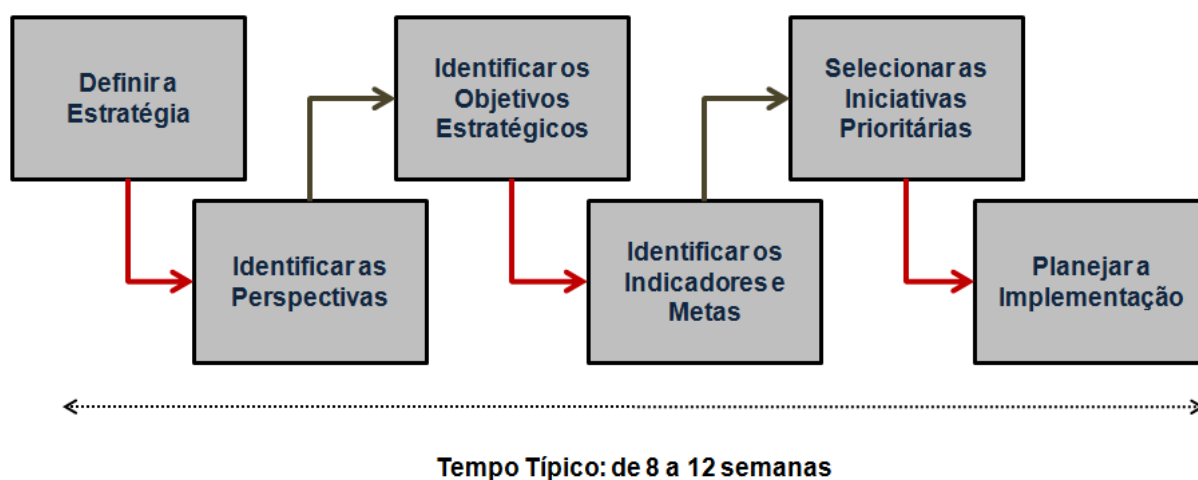 Definir a
Estratégia
Identificar as
Perspectivas
Identificar os
Objetivos
Estratégicos
Identificar os
Indicadores e
Metas
Selecionar as
Iniciativas
Prioritárias
Planejar a
Implementação
Tempo Típico: de 8 a 12 semanas